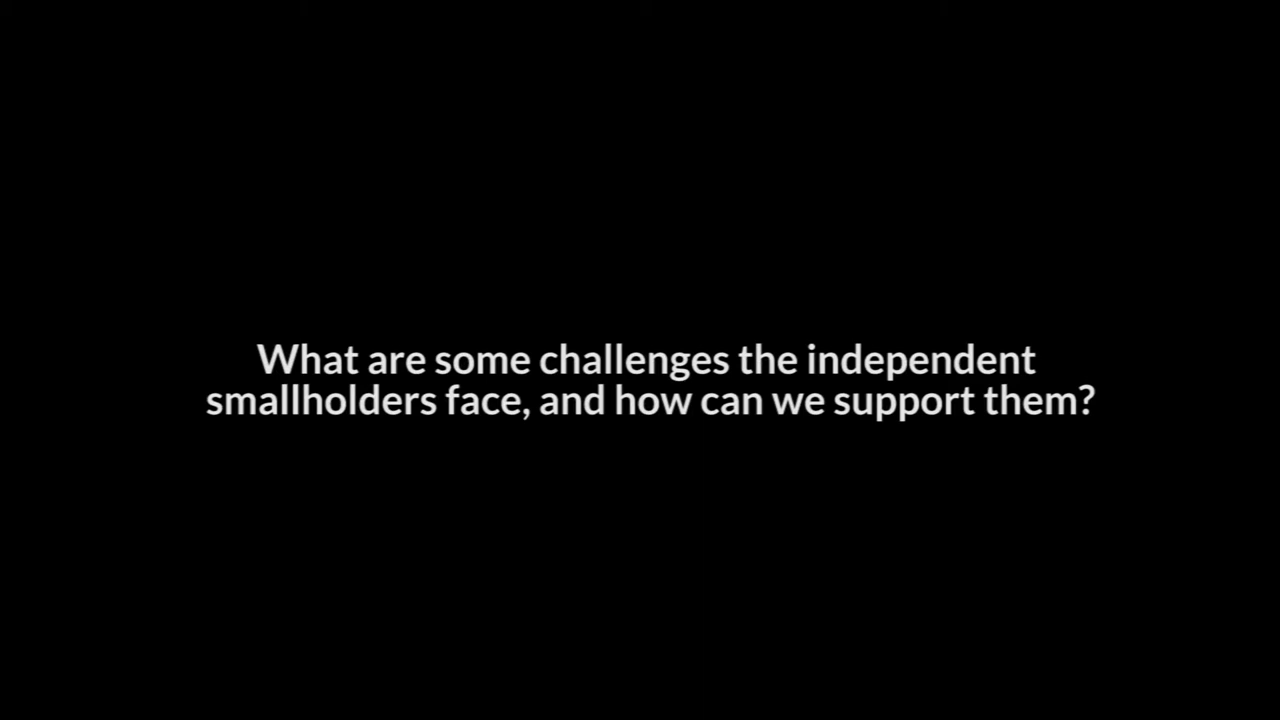 What are some challenges the independent
smallholders face, and how can we support them?